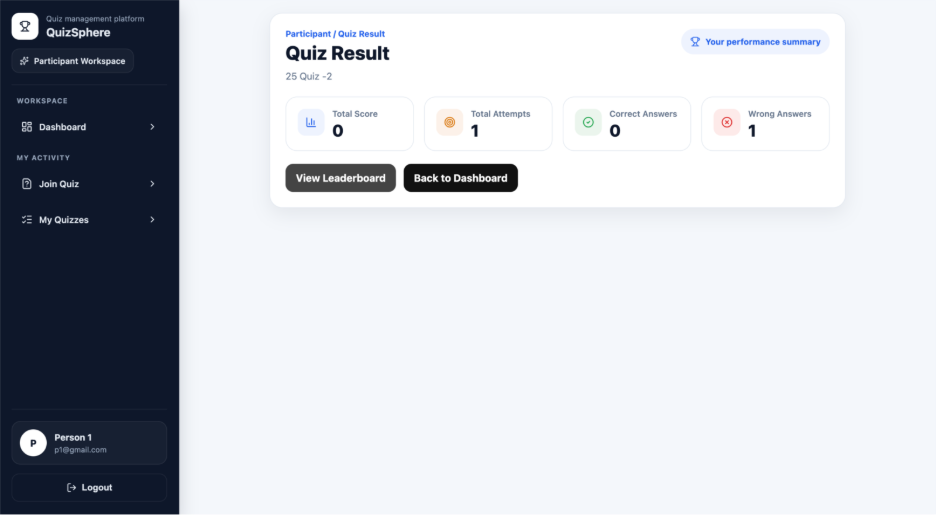 Quiz management platform
QuizSphere
Participant Workspace
WORKSPACE
Dashboard
MY ACTIVITY
Join Quiz
My Quizzes
P
Person 1
p1@gmail.com
Logout
Participant / Quiz Result
Quiz Result
25 Quiz -2
Your performance summary
Total Score
0
Total Attempts
1
Correct Answers
0
Wrong Answers
1
View Leaderboard
Back to Dashboard